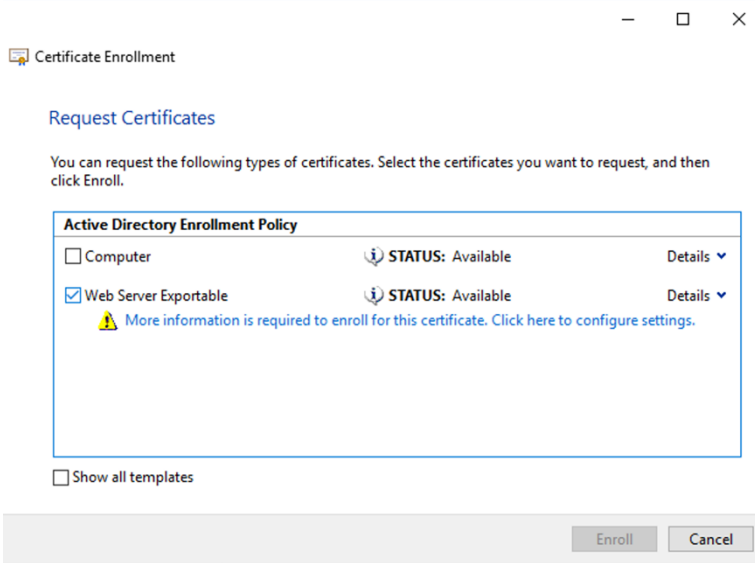 Certificate Enrollment
Request Certificates
You can request the following types of certificates. Select the certificates you want to request, and then
click Enroll.
Active Directory Enrollment Policy
Computer STATUS: Available Details
Web Server Exportable STATUS: Available Details
More information is required to enroll for this certificate. Click here to configure settings.
Show all templates
Enroll Cancel